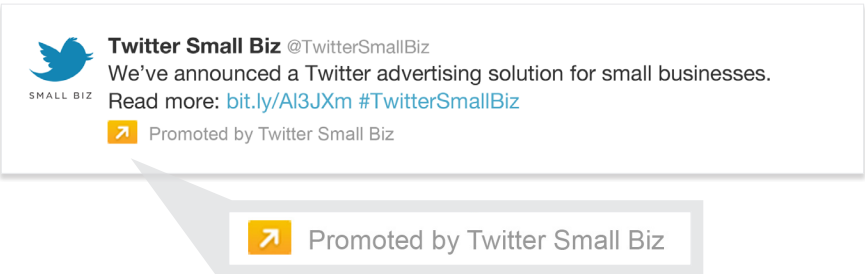 Twitter Small Biz @TwitterSmallBiz
We've announced a Twitter advertising solution for small businesses.
SMALL BIZ
Read more: bit.ly/Al3JXm #TwitterSmallBiz
Promoted by Twitter Small Biz
Promoted by Twitter Small Biz